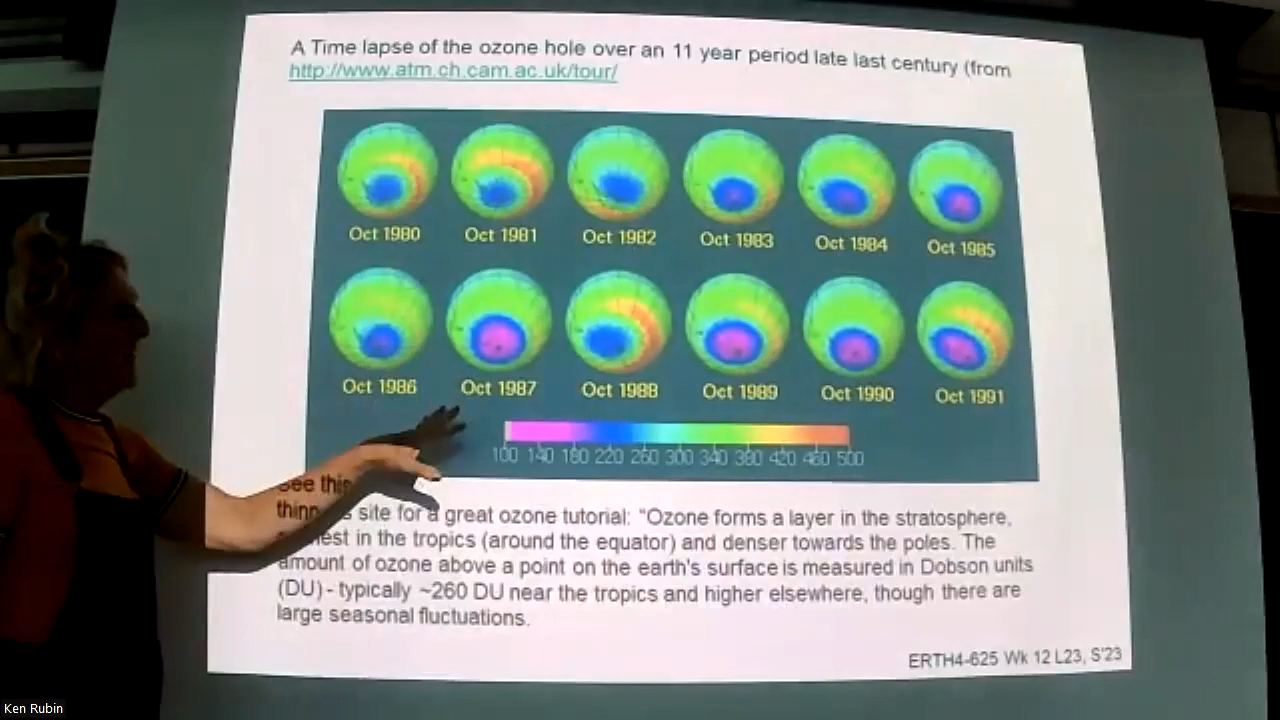 A Time lapse of the ozone hole over an 11 year period late last century (from
http://www.atm.ch.cam.ac.uk/tour/
Oct 1980 Oct 1981 Oct 1982 Oct 1983 Oct 1984 Oct 1985
Oct 1986 Oct 1987 Oct 1988 Oct 1989 Oct 1990 Oct 1991
100 140 180 220 260 300 340 380 420 460 500
See this
site for a great ozone tutorial: "Ozone forms a layer in the stratosphere,
in the tropics (around the equator) and denser towards the poles. The
amount of ozone above a point on the earth's surface is measured in Dobson units
(DU) - typically ~260 DU near the tropics and higher elsewhere, though there are
large seasonal fluctuations.
ERTH4-625 Wk 12 L23, S'23
Ken Rubin